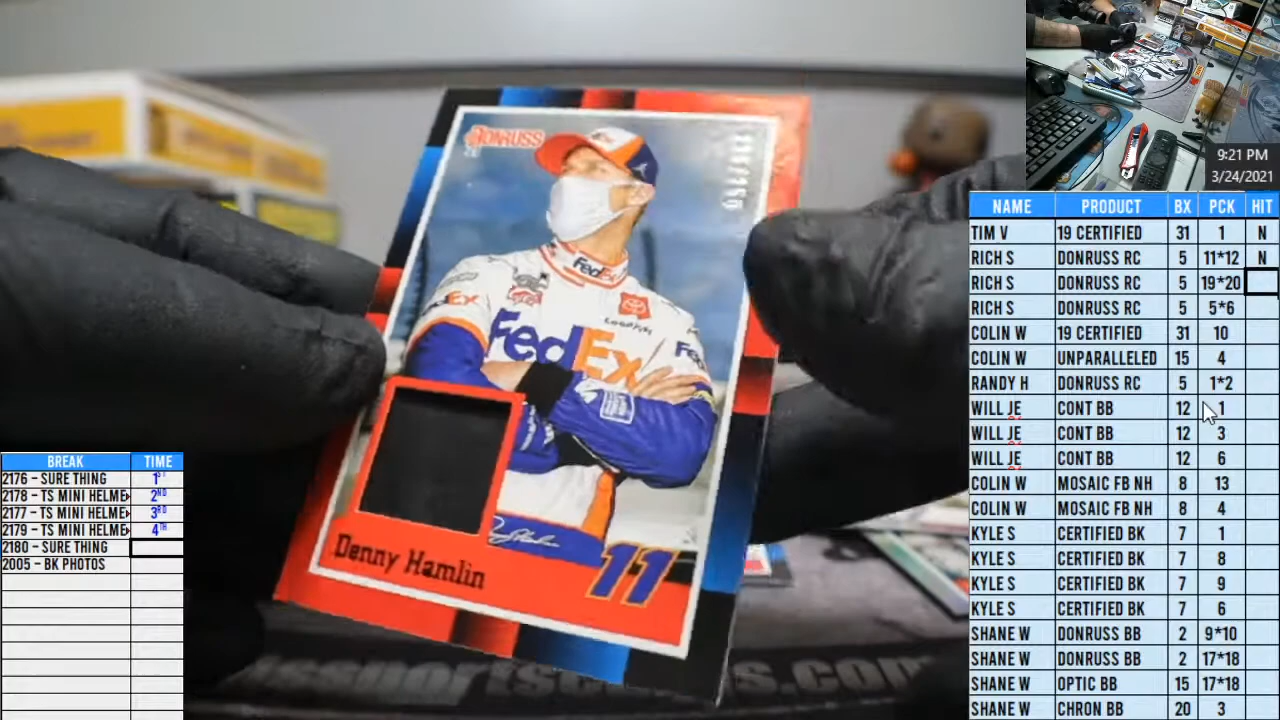 DONRUSS
FedEx
FedEx
FedEx
Denny Hamlin
11
9:21 PM
3/24/2021
NAME PRODUCT BX PCK HIT
TIM V 19 CERTIFIED 31 1 N
RICH S DONRUSS RC 5 11*12 N
RICH S DONRUSS RC 5 19*20
RICH S DONRUSS RC 5 5*6
COLIN W 19 CERTIFIED 31 10
COLIN W UNPARALLELED 15 4
RANDY H DONRUSS RC 5 1*2
WILL JE CONT BB 12 1
WILL JE CONT BB 12 3
WILL JE CONT BB 12 6
COLIN W MOSAIC FB NH 8 13
COLIN W MOSAIC FB NH 8 4
KYLE S CERTIFIED BK 7 1
KYLE S CERTIFIED BK 7 8
KYLE S CERTIFIED BK 7 9
KYLE S CERTIFIED BK 7 6
SHANE W DONRUSS BB 2 9*10
SHANE W DONRUSS BB 2 17*18
SHANE W OPTIC BB 15 17*18
SHANE W CHRON BB 20 3
BREAK TIME
2176 – SURE THING 1ST
2178 – TS MINI HELME 2ND
2177 – TS MINI HELME 3RD
2179 – TS MINI HELME 4TH
2180 – SURE THING
2005 – BK PHOTOS